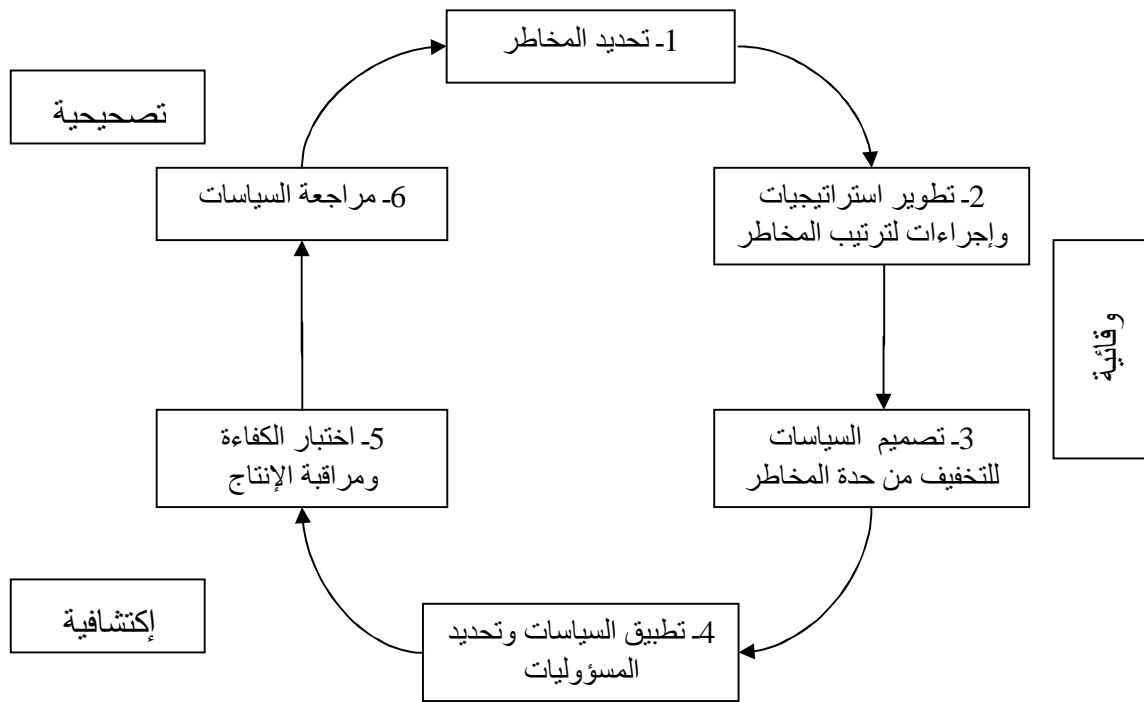 1ـ تحديد المخاطر
تصحيحية
6ـ مراجعة السياسات
2ـ تطوير استراتيجيات
وإجراءات لترتيب المخاطر
وقائية
5ـ اختبار الكفاءة
ومراقبة الإنتاج
3ـ تصميم السياسات
للتخفيف من حدة المخاطر
إكتشافية
4ـ تطبيق السياسات وتحديد
المسؤوليات